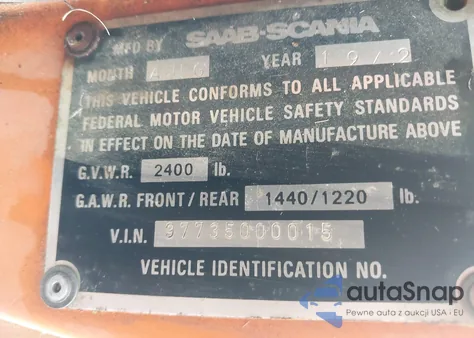 MFD BY SAAB-SCANIA
MONTH YEAR 1972
THIS VEHICLE CONFORMS TO ALL APPLICABLE
FEDERAL MOTOR VEHICLE SAFETY STANDARDS
IN EFFECT ON THE DATE OF MANUFACTURE ABOVE
G.V.W.R. 2400 lb.
G.A.W.R. FRONT/REAR 1440/1220 lb.
V.I.N. 97735000015
VEHICLE IDENTIFICATION NO.
autoSnap
Pewne auta z aukcji USA i EU